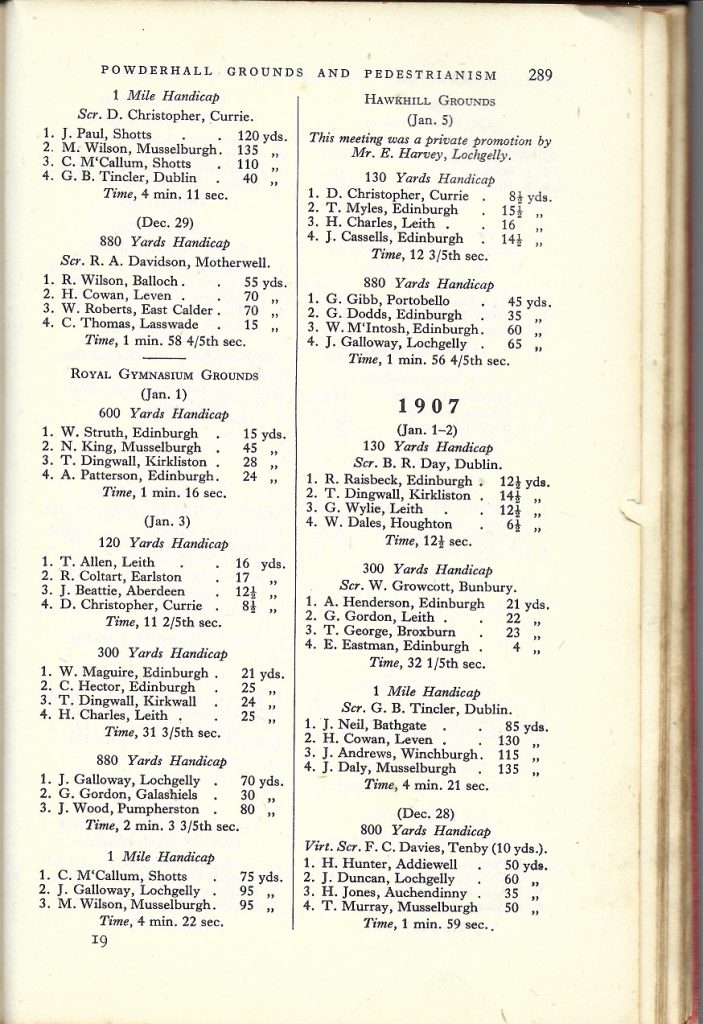 POWDERHALL GROUNDS AND PEDESTRIANISM 289
1 Mile Handicap
Scr. D. Christopher, Currie.
1. J. Paul, Shotts . . 120 yds.
2. M. Wilson, Musselburgh. 135 „
3. C. M‘Callum, Shotts . 110 „
4. G. B. Tincler, Dublin . 40 „
Time, 4 min. 11 sec.
(Dec. 29)
880 Yards Handicap
Scr. R. A. Davidson, Motherwell.
1. R. Wilson, Balloch . . 55 yds.
2. H. Cowan, Leven . . 70 „
3. W. Roberts, East Calder . 70 „
4. C. Thomas, Lasswade . 15 „
Time, 1 min. 58 4/5th sec.
ROYAL GYMNASIUM GROUNDS
(Jan. 1)
600 Yards Handicap
1. W. Struth, Edinburgh . 15 yds.
2. N. King, Musselburgh . 45 „
3. T. Dingwall, Kirkliston . 28 „
4. A. Patterson, Edinburgh. 24 „
Time, 1 min. 16 sec.
(Jan. 3)
120 Yards Handicap
1. T. Allen, Leith . . 16 yds.
2. R. Coltart, Earlston . 17 „
3. J. Beattie, Aberdeen . 12½ „
4. D. Christopher, Currie . 8½ „
Time, 11 2/5th sec.
300 Yards Handicap
1. W. Maguire, Edinburgh . 21 yds.
2. C. Hector, Edinburgh . 25 „
3. T. Dingwall, Kirkwall . 24 „
4. H. Charles, Leith . . 25 „
Time, 31 3/5th sec.
880 Yards Handicap
1. J. Galloway, Lochgelly . 70 yds.
2. G. Gordon, Galashiels . 30 „
3. J. Wood, Pumpherston . 80 „
Time, 2 min. 3 3/5th sec.
1 Mile Handicap
1. C. M‘Callum, Shotts . 75 yds.
2. J. Galloway, Lochgelly . 95 „
3. M. Wilson, Musselburgh. 95 „
Time, 4 min. 22 sec.
19
HAWKHILL GROUNDS
(Jan. 5)
This meeting was a private promotion by
Mr. E. Harvey, Lochgelly.
130 Yards Handicap
1. D. Christopher, Currie . 8½ yds.
2. T. Myles, Edinburgh . 15½ „
3. H. Charles, Leith . . 16 „
4. J. Cassells, Edinburgh . 14½ „
Time, 12 3/5th sec.
880 Yards Handicap
1. G. Gibb, Portobello . 45 yds.
2. G. Dodds, Edinburgh . 35 „
3. W. M‘Intosh, Edinburgh. 60 „
4. J. Galloway, Lochgelly . 65 „
Time, 1 min. 56 4/5th sec.
1907
(Jan. 1–2)
130 Yards Handicap
Scr. B. R. Day, Dublin.
1. R. Raisbeck, Edinburgh . 12½ yds.
2. T. Dingwall, Kirkliston . 14½ „
3. G. Wylie, Leith . . 12½ „
4. W. Dales, Houghton . 6½ „
Time, 12½ sec.
300 Yards Handicap
Scr. W. Growcott, Bunbury.
1. A. Henderson, Edinburgh 21 yds.
2. G. Gordon, Leith . . 22 „
3. T. George, Broxburn . 23 „
4. E. Eastman, Edinburgh . 4 „
Time, 32 1/5th sec.
1 Mile Handicap
Scr. G. B. Tincler, Dublin.
1. J. Neil, Bathgate . . 85 yds.
2. H. Cowan, Leven . . 130 „
3. J. Andrews, Winchburgh. 115 „
4. J. Daly, Musselburgh . 135 „
Time, 4 min. 21 sec.
(Dec. 28)
800 Yards Handicap
Virt. Scr. F. C. Davies, Tenby (10 yds.).
1. H. Hunter, Addiewell . 50 yds.
2. J. Duncan, Lochgelly . 60 „
3. H. Jones, Auchendinny . 35 „
4. T. Murray, Musselburgh 50 „
Time, 1 min. 59 sec..